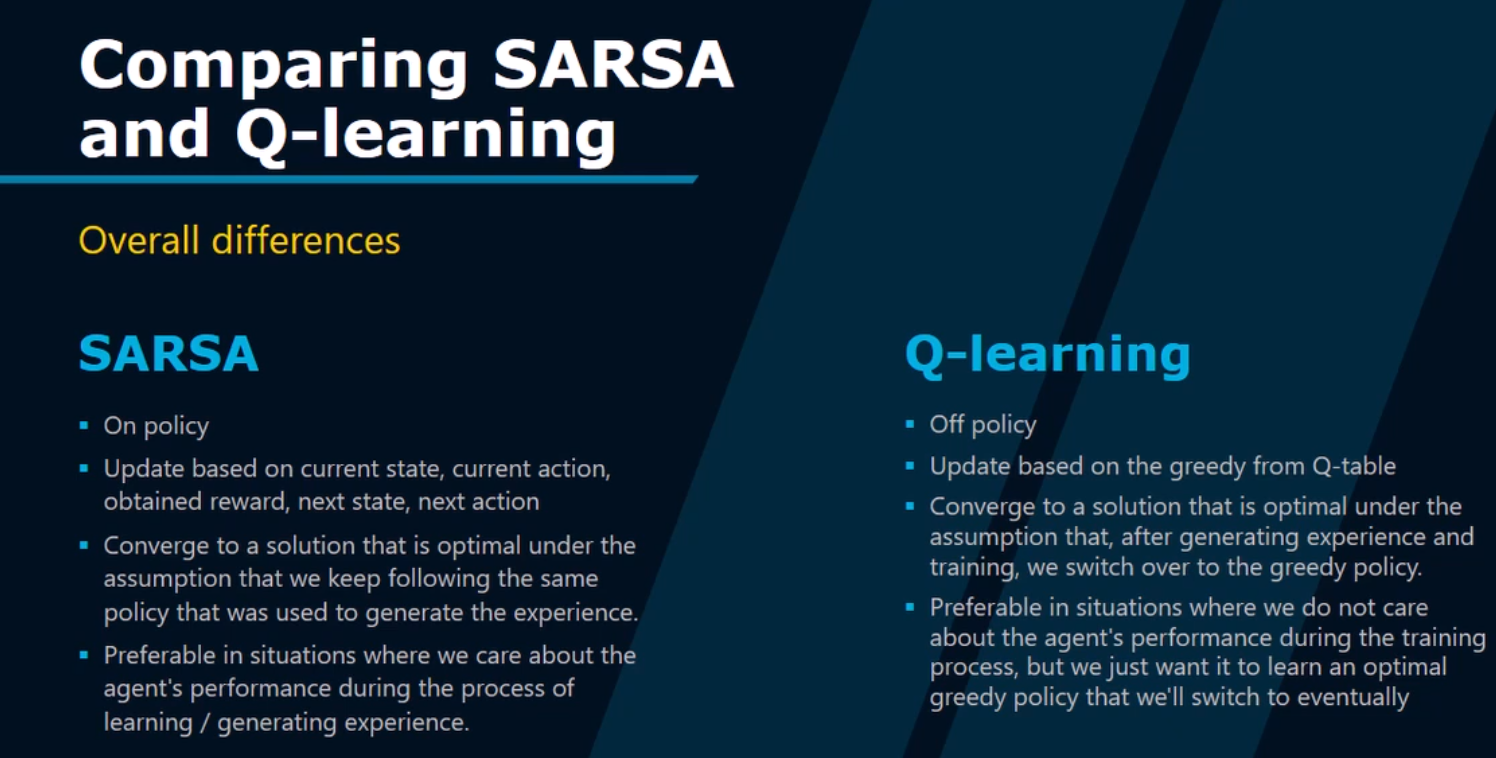 Comparing SARSA
and Q-learning
Overall differences
SARSA
▪ On policy
▪ Update based on current state, current action,
obtained reward, next state, next action
▪ Converge to a solution that is optimal under the
assumption that we keep following the same
policy that was used to generate the experience.
▪ Preferable in situations where we care about the
agent's performance during the process of
learning / generating experience.
Q-learning
▪ Off policy
▪ Update based on the greedy from Q-table
▪ Converge to a solution that is optimal under the
assumption that, after generating experience and
training, we switch over to the greedy policy.
▪ Preferable in situations where we do not care
about the agent's performance during the training
process, but we just want it to learn an optimal
greedy policy that we'll switch to eventually